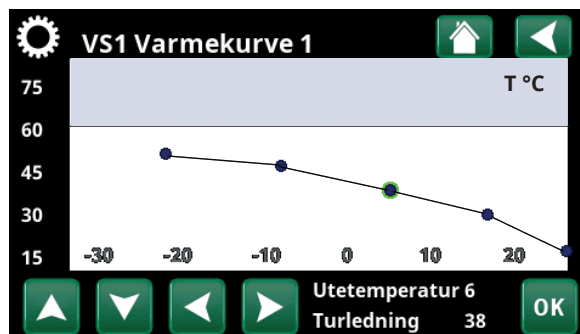 VS1 Varmekurve 1
T °C
75
60
45
30
15
-30 -20 -10 0 10 20
Utetemperatur 6
Turledning 38
OK